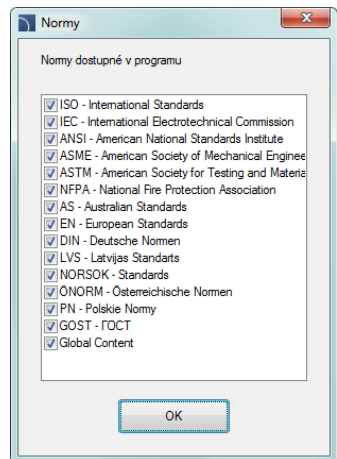 Normy
Normy dostupné v programu
ISO - International Standards
IEC - International Electrotechnical Commission
ANSI - American National Standards Institute
ASME - American Society of Mechanical Enginee
ASTM - American Society for Testing and Materia
NFPA - National Fire Protection Association
AS - Australian Standards
EN - European Standards
DIN - Deutsche Normen
LVS - Latvijas Standarts
NORSOK - Standards
ÖNORM - Österreichische Normen
PN - Polskie Normy
GOST - ГОСТ
Global Content
OK